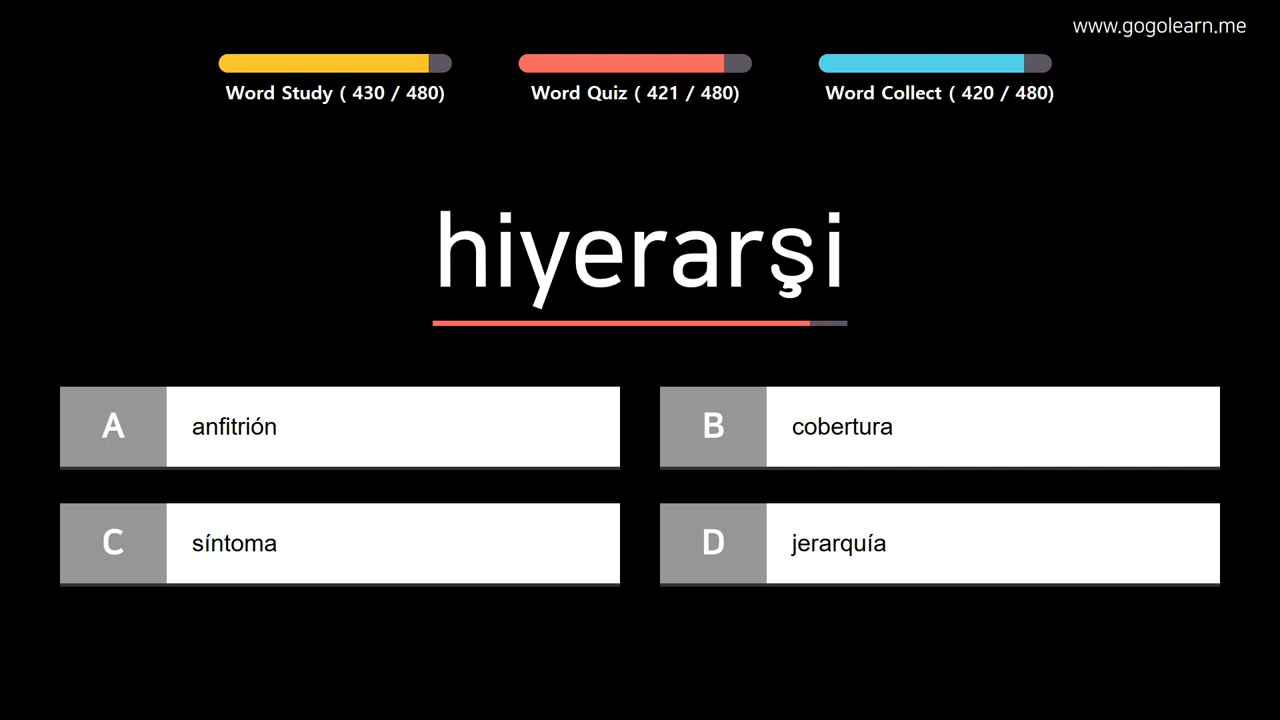 www.gogolearn.me
Word Study ( 430 / 480)
Word Quiz ( 421 / 480)
Word Collect ( 420 / 480)
hiyerarşi
A anfitrión
B cobertura
C síntoma
D jerarquía